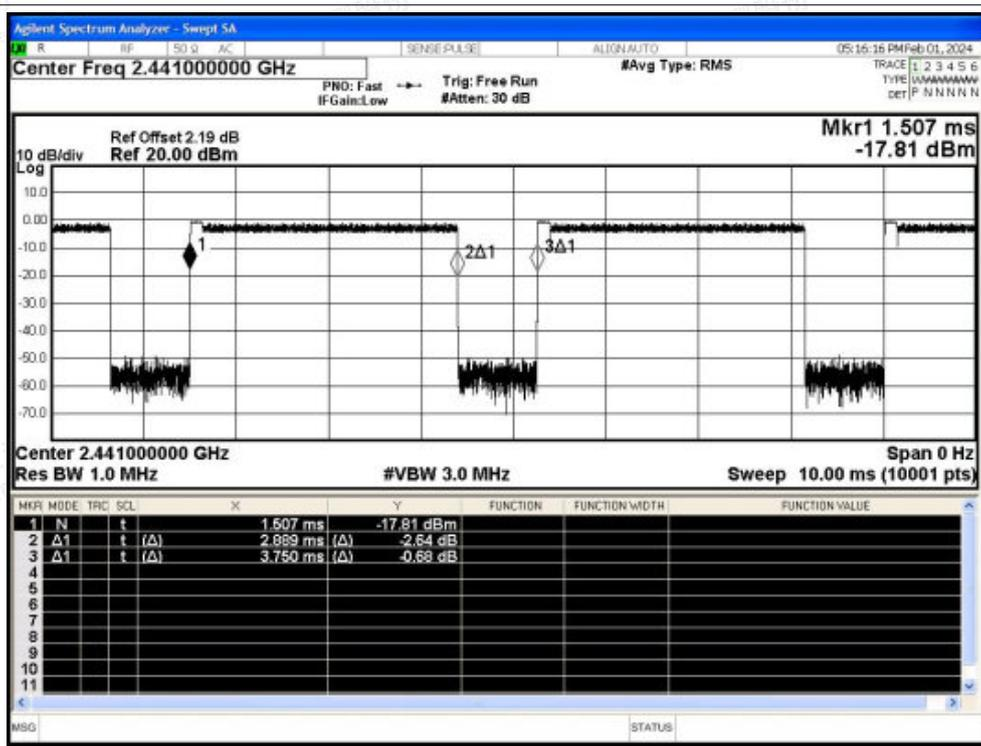 Agilent Spectrum Analyzer - Swept SA
R RF 50 Ω AC SENSE:PULSE ALIGN AUTO 05:16:16 PM Feb 01, 2024
Center Freq 2.441000000 GHz #Avg Type: RMS TRACE 1 2 3 4 5 6
PNO: Fast Trig: Free Run TYPE
IFGain:Low #Atten: 30 dB DET P N N N N N
Mkr1 1.507 ms
Ref Offset 2.19 dB
10 dB/div Ref 20.00 dBm -17.81 dBm
Log
10.0
0.00
1 2Δ1 3Δ1
-10.0
-20.0
-30.0
-40.0
-50.0
-60.0
-70.0
Center 2.441000000 GHz Span 0 Hz
Res BW 1.0 MHz #VBW 3.0 MHz Sweep 10.00 ms (10001 pts)
MKR MODE TRC SCL X Y FUNCTION FUNCTION WIDTH FUNCTION VALUE
1 N t 1.507 ms -17.81 dBm
2 Δ1 t (Δ) 2.889 ms (Δ) -2.64 dB
3 Δ1 t (Δ) 3.750 ms (Δ) -0.68 dB
4
5
6
7
8
9
10
11
MSG STATUS